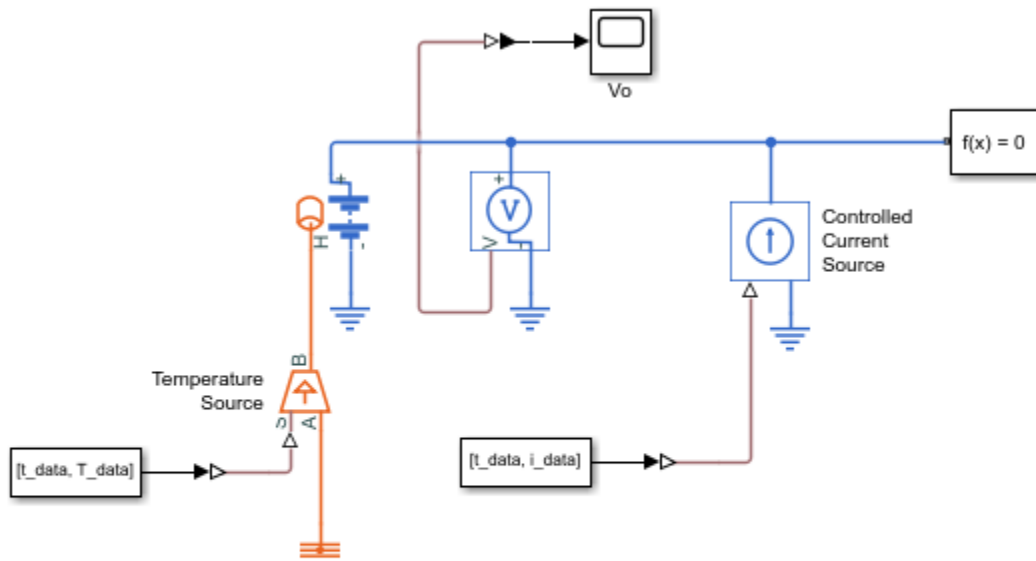 Vo
f(x) = 0
+
-
H
+
V
V
-
Controlled
Current
Source
B
Temperature
Source
S
A
[t_data, T_data]
[t_data, i_data]